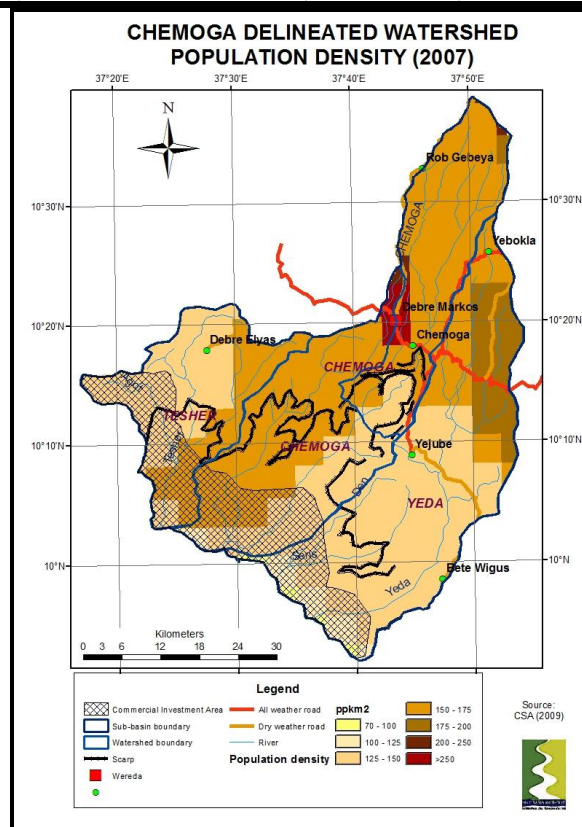 CHEMOGA DELINEATED WATERSHED
POPULATION DENSITY (2007)
37°20'E
37°30'E
37°40'E
37°50'E
N
Rob Gebeya
10°30'N
10°30'N
CHEMOGA
Yebokla
Debre Markos
10°20'N
10°20'N
Debre Elyas
Chemoga
CHEMOGA
TESHER
10°10'N
10°10'N
CHEMOGA
Yejube
Tesher
Den
YEDA
Sens
10°N
10°N
Bete Wigus
Yeda
Kilometers
0 3 6 12 18 24 30
Legend
Commercial Investment Area
Sub-basin boundary
Watershed boundary
Scarp
Wereda
All weather road
Dry weather road
River
Population density
ppkm2
70 - 100
100 - 125
125 - 150
150 - 175
175 - 200
200 - 250
>250
Source:
CSA (2009)